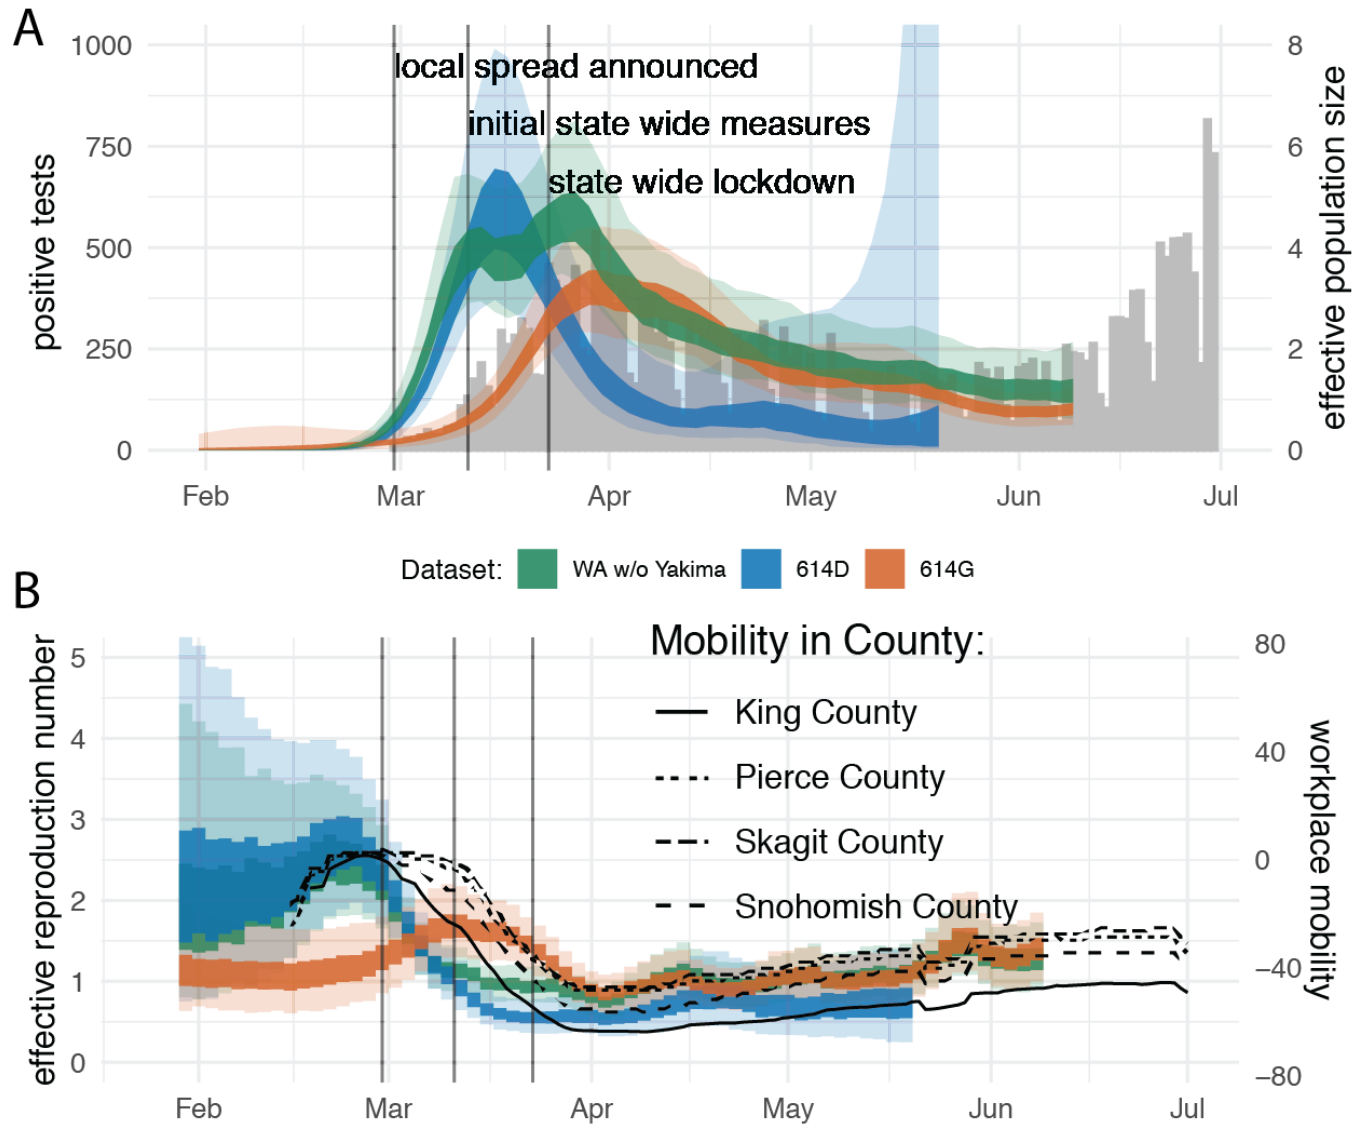 A
local spread announced
initial state wide measures
state wide lockdown
positive tests
1000
750
500
250
0
effective population size
8
6
4
2
0
Feb Mar Apr May Jun Jul
Dataset: WA w/o Yakima 614D 614G
B
Mobility in County:
King County
Pierce County
Skagit County
Snohomish County
effective reproduction number
5
4
3
2
1
0
workplace mobility
80
40
0
−40
−80
Feb Mar Apr May Jun Jul